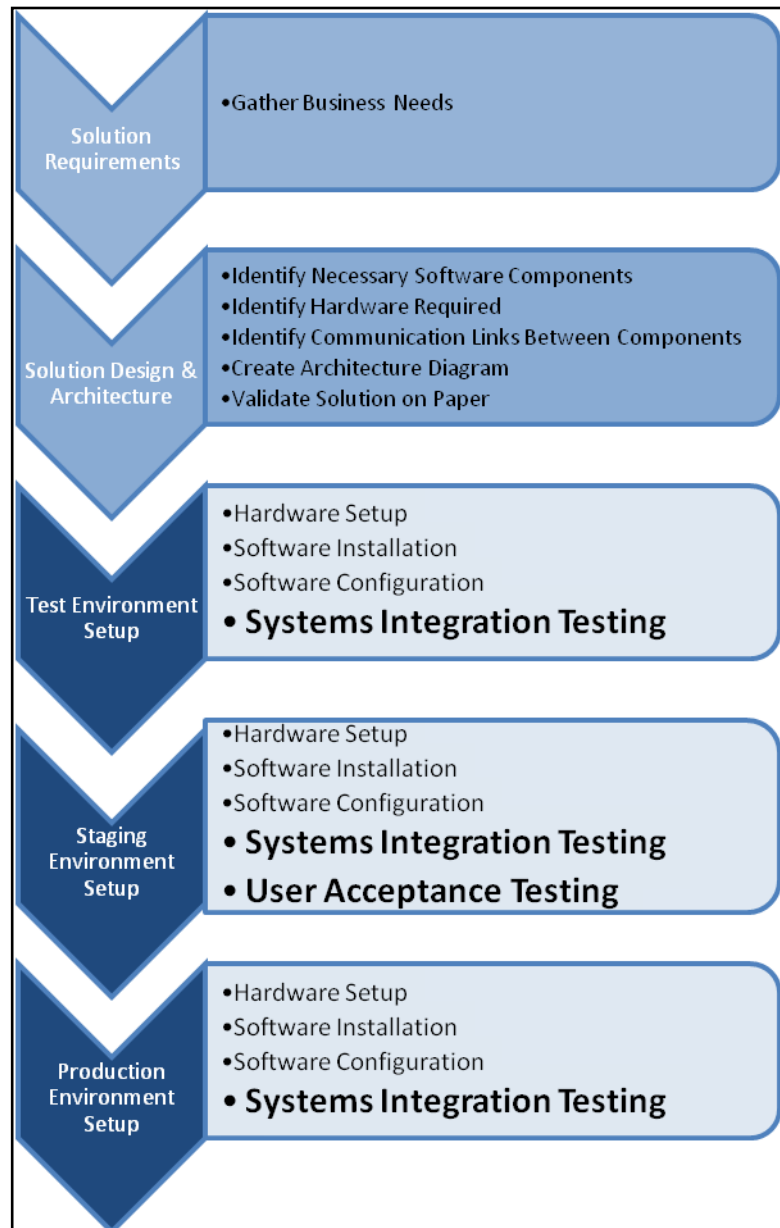 Solution
Requirements
•Gather Business Needs
Solution Design &
Architecture
•Identify Necessary Software Components
•Identify Hardware Required
•Identify Communication Links Between Components
•Create Architecture Diagram
•Validate Solution on Paper
Test Environment
Setup
•Hardware Setup
•Software Installation
•Software Configuration
• Systems Integration Testing
Staging
Environment
Setup
•Hardware Setup
•Software Installation
•Software Configuration
• Systems Integration Testing
• User Acceptance Testing
Production
Environment
Setup
•Hardware Setup
•Software Installation
•Software Configuration
• Systems Integration Testing